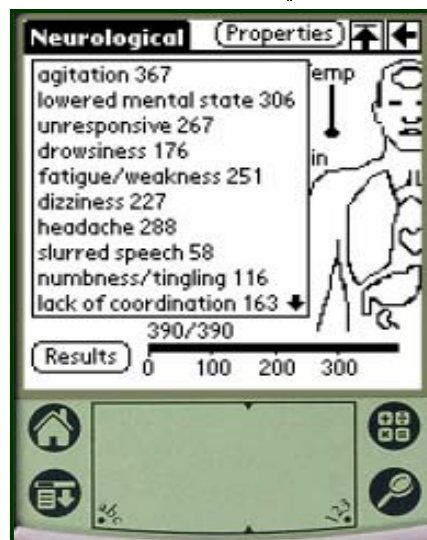 Neurological
Properties
agitation 367
lowered mental state 306
unresponsive 267
drowsiness 176
fatigue/weakness 251
dizziness 227
headache 288
slurred speech 58
numbness/tingling 116
lack of coordination 163
emp
in
390/390
Results
0 100 200 300
abc 123